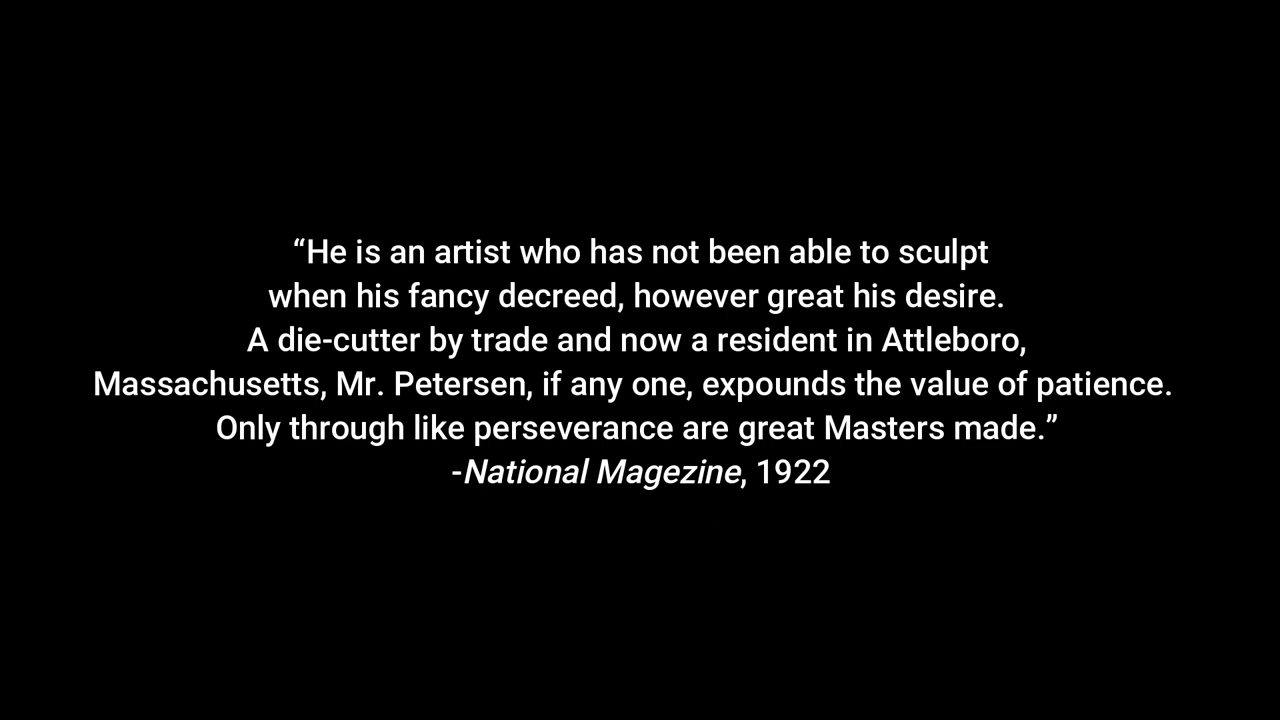 “He is an artist who has not been able to sculpt
when his fancy decreed, however great his desire.
A die-cutter by trade and now a resident in Attleboro,
Massachusetts, Mr. Petersen, if any one, expounds the value of patience.
Only through like perseverance are great Masters made.”
-National Magezine, 1922